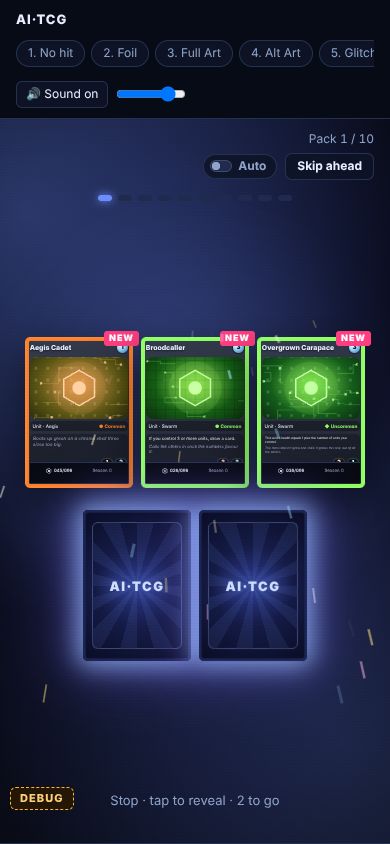 AI·TCG
1. No hit
2. Foil
3. Full Art
4. Alt Art
5. Glitch
🔊 Sound on
Pack 1 / 10
Auto
Skip ahead
NEW
NEW
NEW
Aegis Cadet
Broodcaller
Overgrown Carapace
Unit · Aegis
Common
Unit · Swarm
Common
Unit · Swarm
Uncommon
If you control 3 or more units, draw a card.
043/096
Season 0
026/096
Season 0
036/096
Season 0
AI·TCG
AI·TCG
DEBUG
Stop · tap to reveal · 2 to go